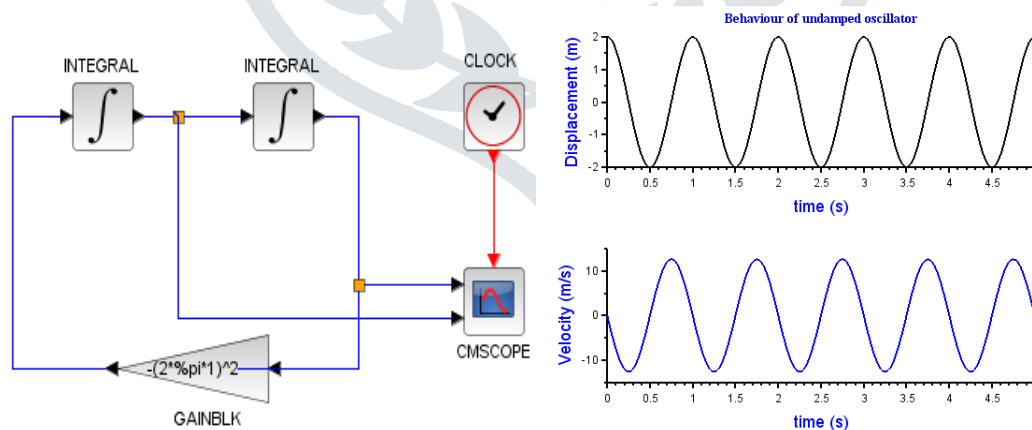 INTEGRAL
INTEGRAL
CLOCK
CMSCOPE
-(2*%pi*1)^2
GAINBLK
Behaviour of undamped oscillator
Displacement (m)
2
1
0
-1
-2
0 0.5 1 1.5 2 2.5 3 3.5 4 4.5
time (s)
Velocity (m/s)
10
0
-10
0 0.5 1 1.5 2 2.5 3 3.5 4 4.5
time (s)